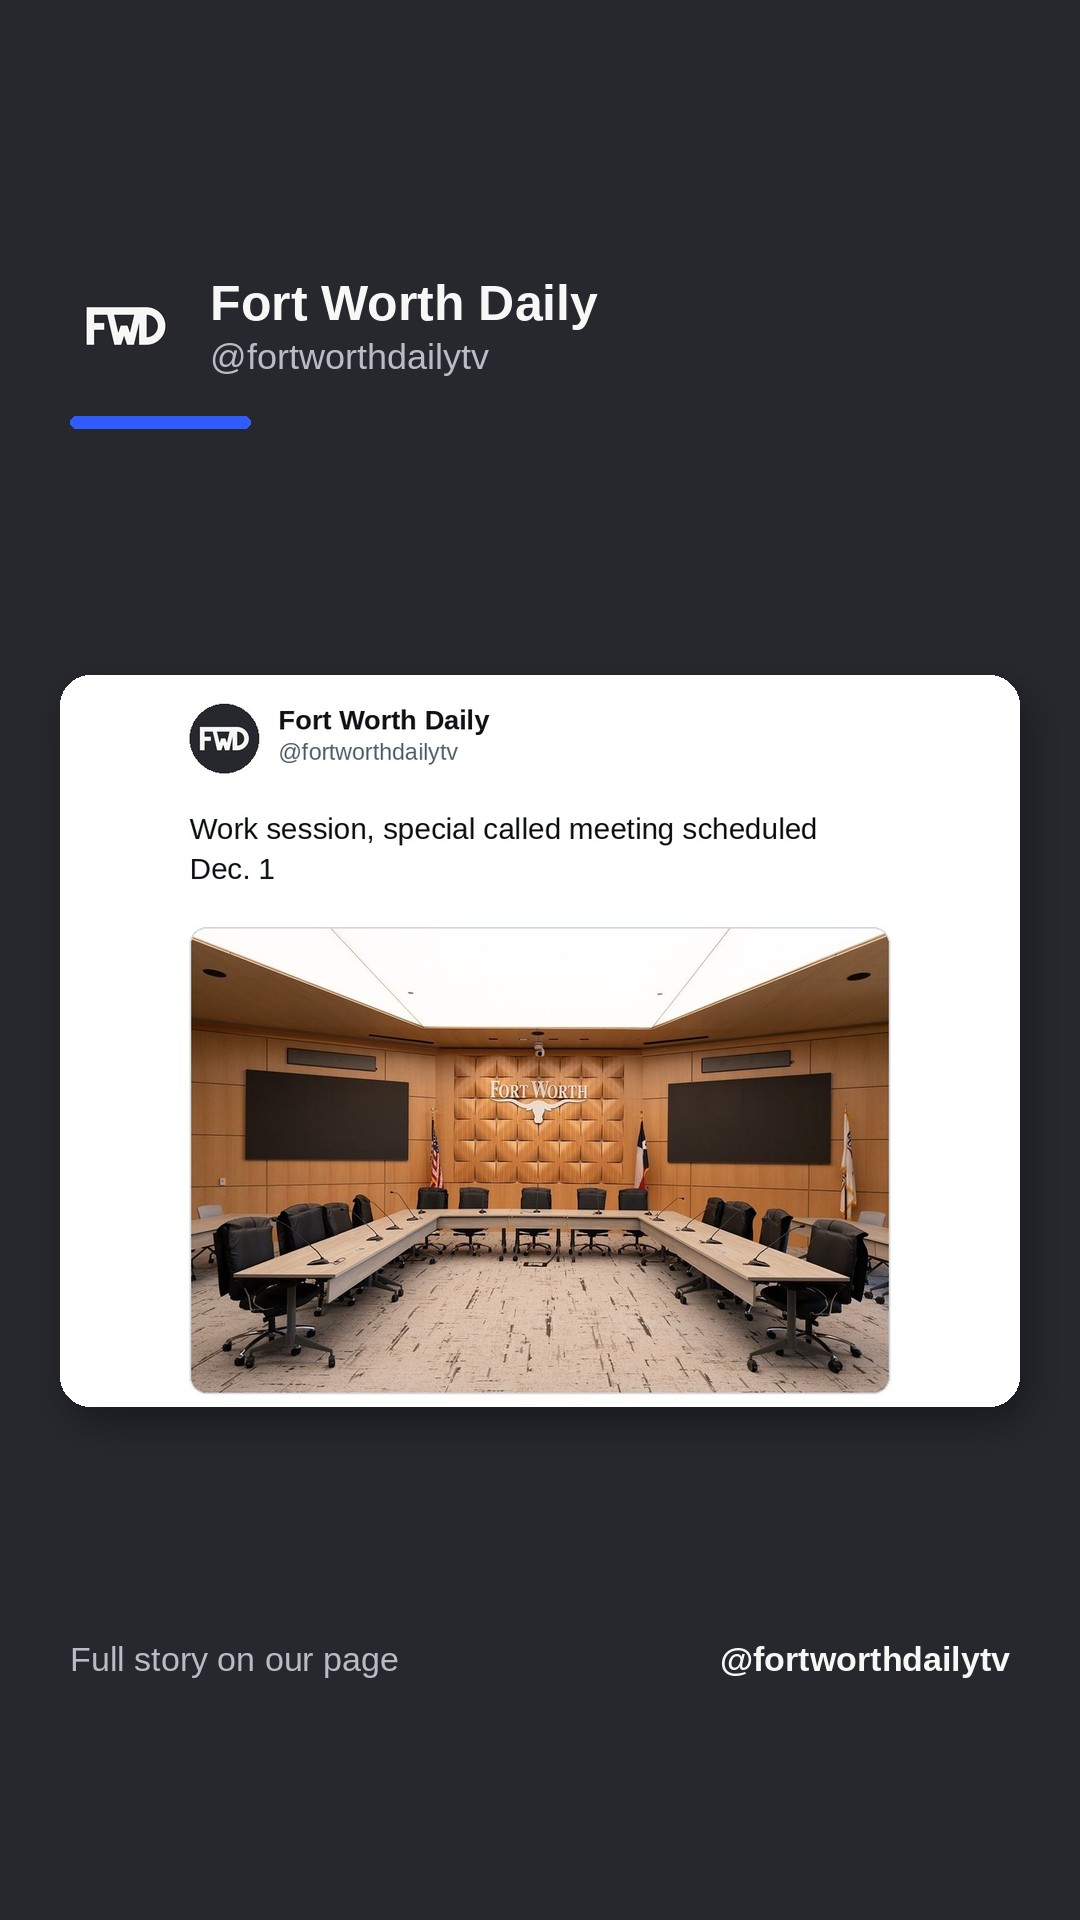 FWD
Fort Worth Daily
@fortworthdailytv
FWD
Fort Worth Daily
@fortworthdailytv
Work session, special called meeting scheduled
Dec. 1
FORT WORTH
Full story on our page
@fortworthdailytv